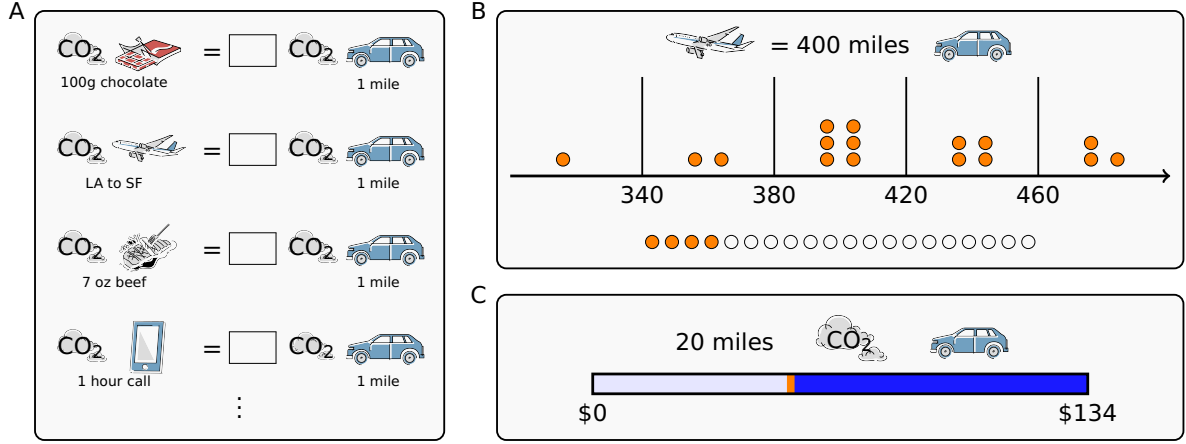 A
CO2 = CO2
100g chocolate 1 mile
CO2 = CO2
LA to SF 1 mile
CO2 = CO2
7 oz beef 1 mile
CO2 = CO2
1 hour call 1 mile
⋮
B
= 400 miles
340 380 420 460
C
20 miles CO2
$0 $134